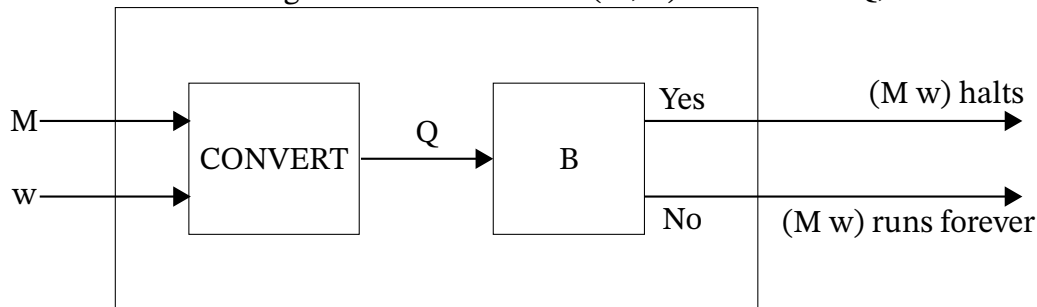 M
w
CONVERT
Q
B
Yes
No
(M w) halts
(M w) runs forever